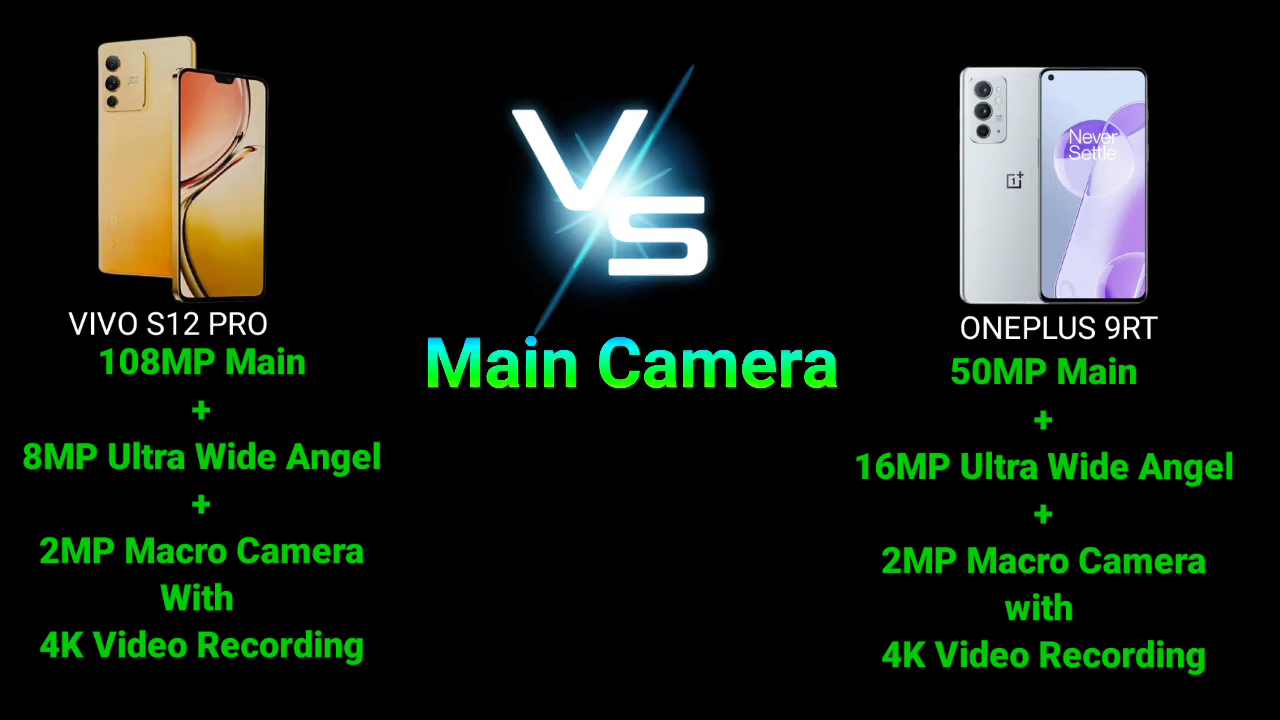 VS
Never
Settle
VIVO S12 PRO
108MP Main
+
8MP Ultra Wide Angel
+
2MP Macro Camera
With
4K Video Recording
Main Camera
ONEPLUS 9RT
50MP Main
+
16MP Ultra Wide Angel
+
2MP Macro Camera
with
4K Video Recording